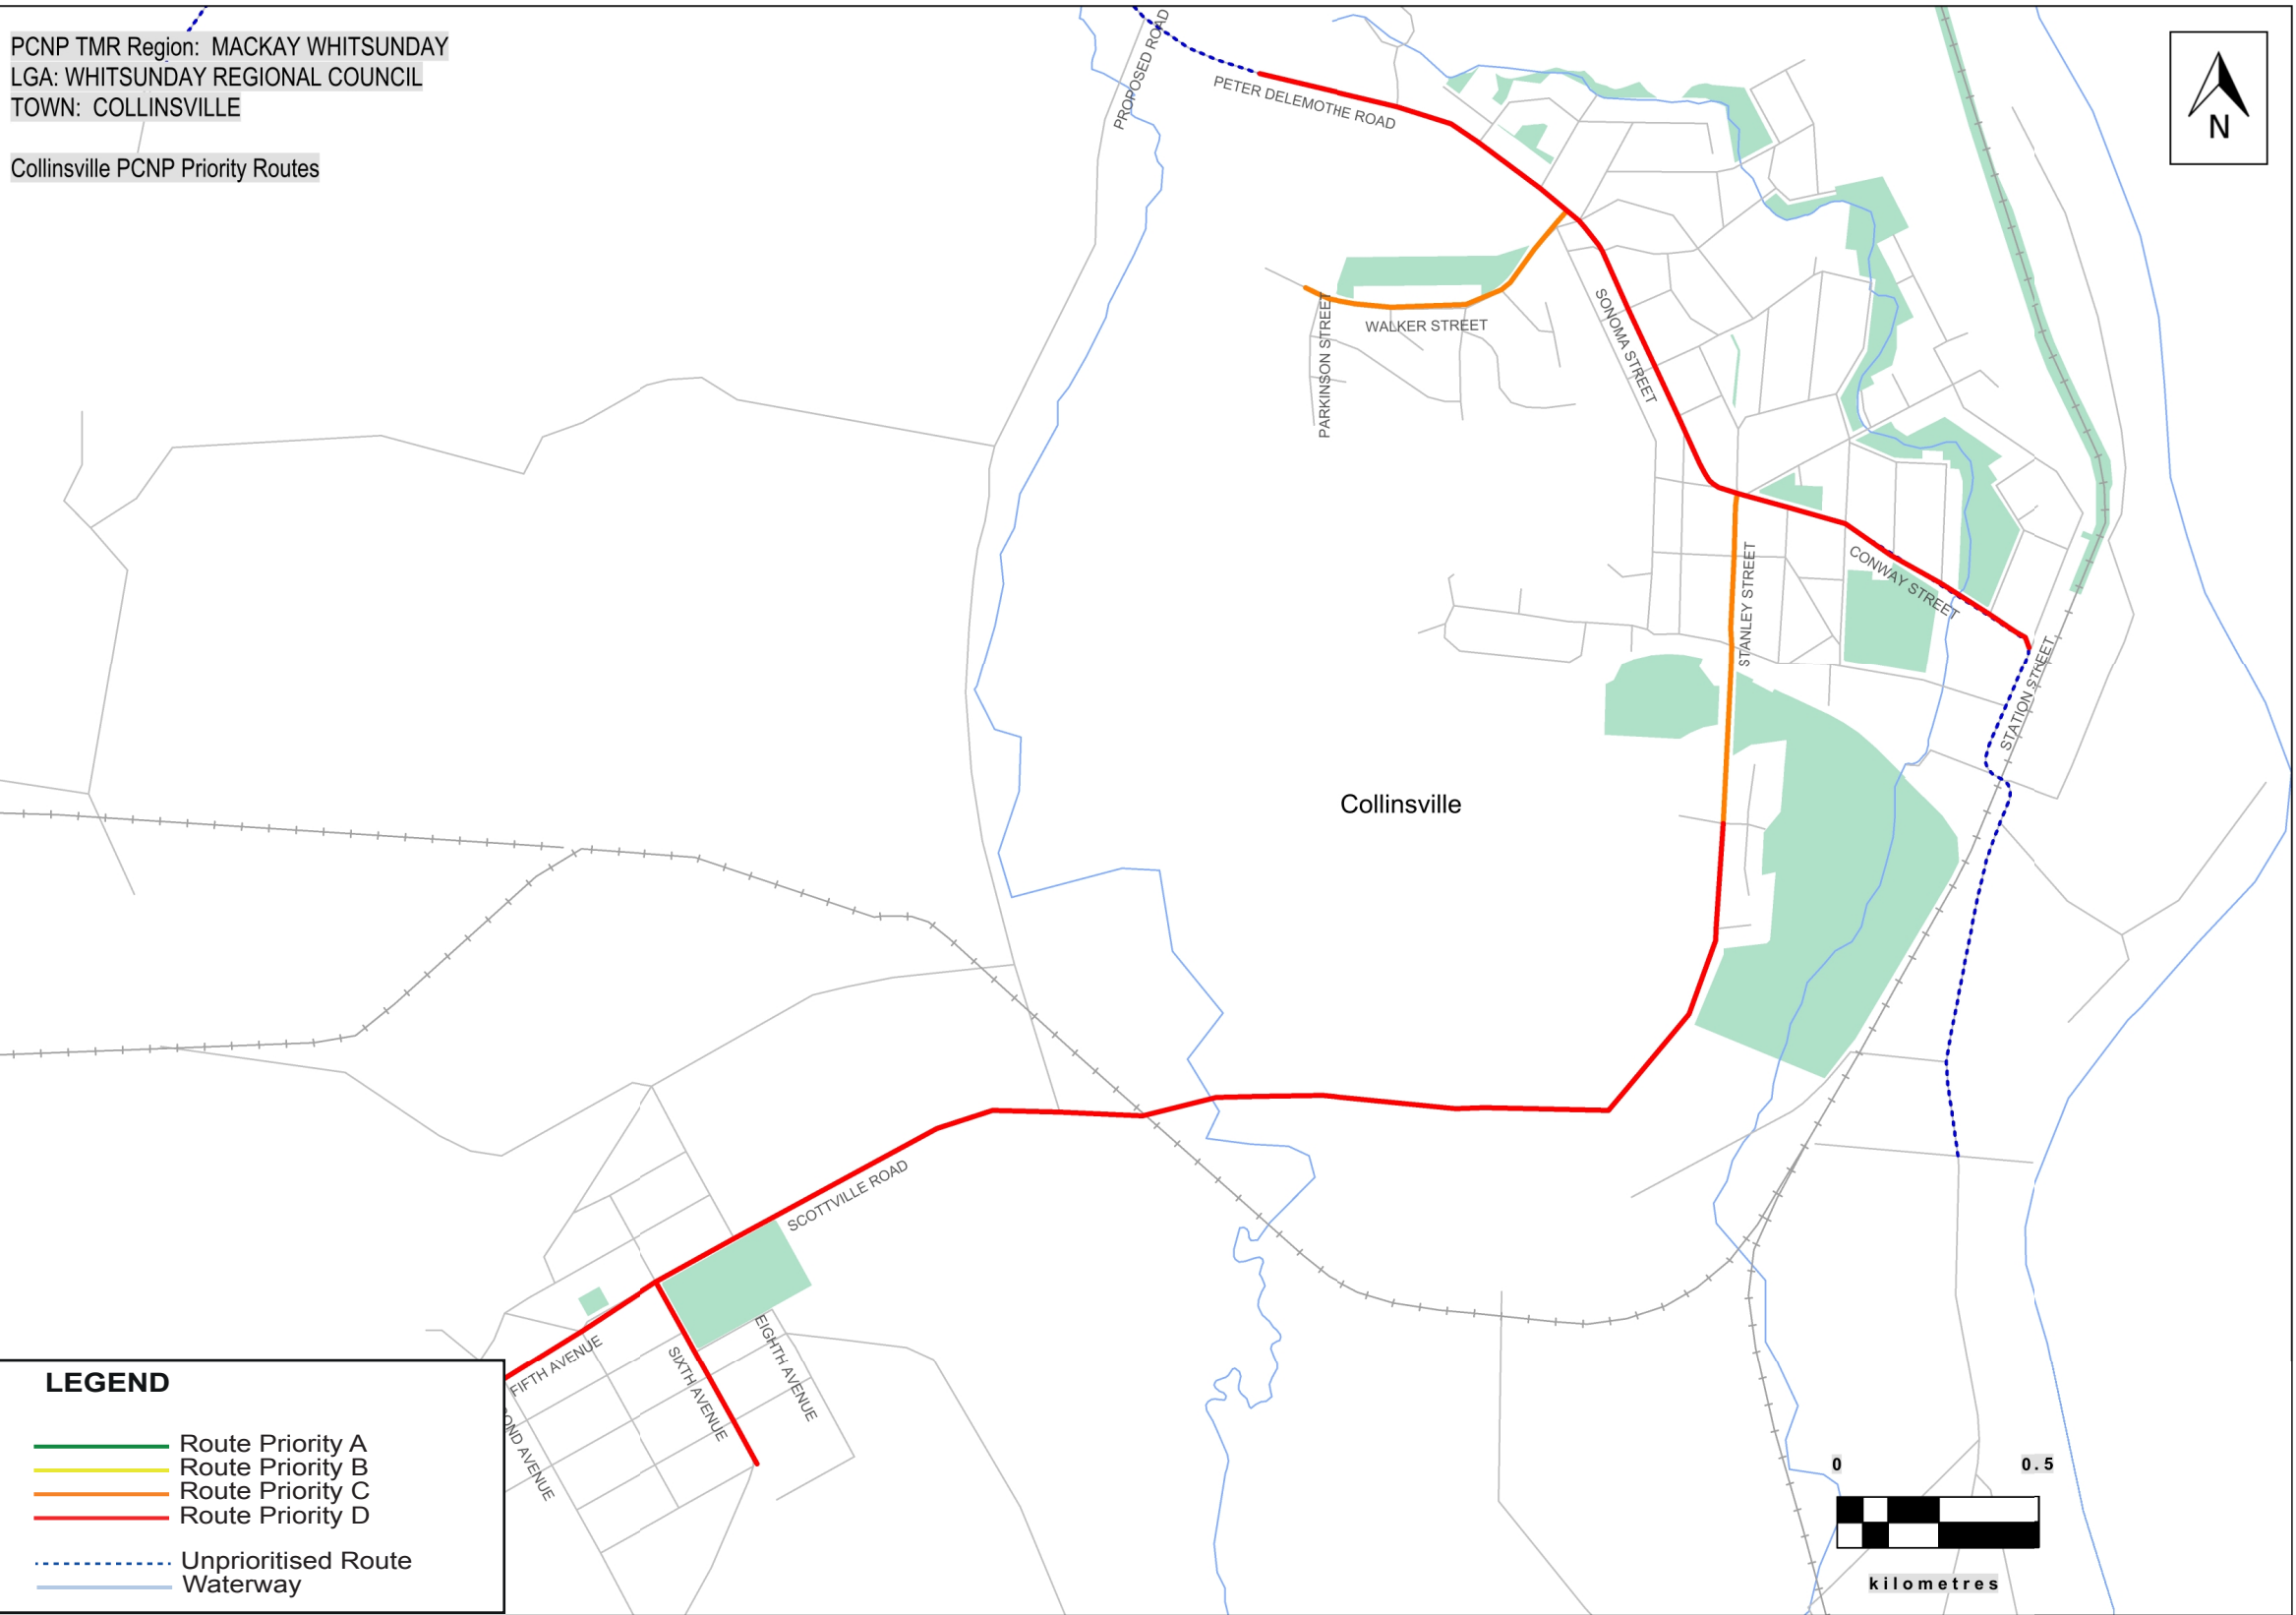 PCNP TMR Region: MACKAY WHITSUNDAY
LGA: WHITSUNDAY REGIONAL COUNCIL
TOWN: COLLINSVILLE
Collinsville PCNP Priority Routes
N
PROPOSED ROAD
PETER DELEMOTHE ROAD
SONOMA STREET
WALKER STREET
PARKINSON STREET
CONWAY STREET
STANLEY STREET
STATION STREET
Collinsville
SCOTTVILLE ROAD
FIFTH AVENUE
SIXTH AVENUE
EIGHTH AVENUE
OND AVENUE
LEGEND
Route Priority A
Route Priority B
Route Priority C
Route Priority D
Unprioritised Route
Waterway
0 0.5
kilometres